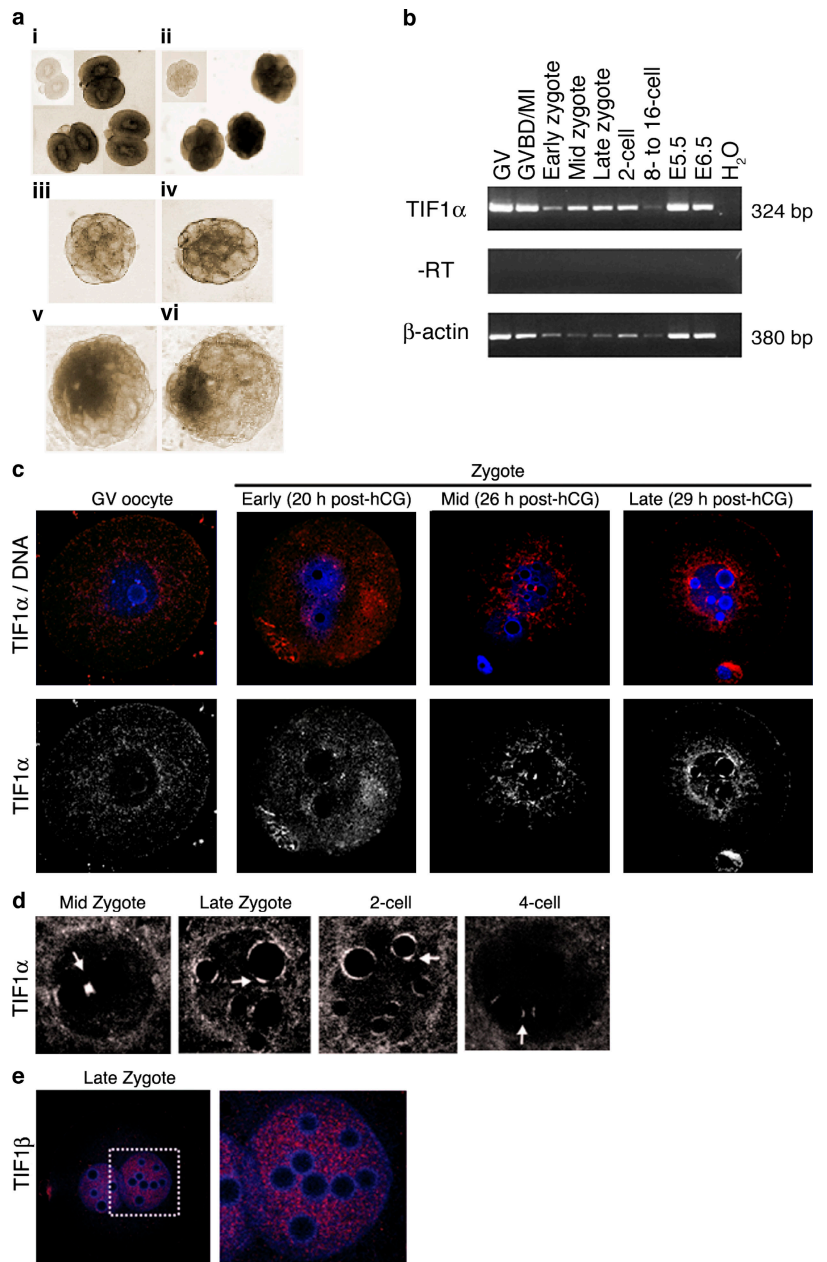 a
i
ii
iii
iv
v
vi
b
GV
GVBD/MI
Early zygote
Mid zygote
Late zygote
2-cell
8- to 16-cell
E5.5
E6.5
H₂O
TIF1α
324 bp
-RT
β-actin
380 bp
c
Zygote
GV oocyte
Early (20 h post-hCG)
Mid (26 h post-hCG)
Late (29 h post-hCG)
TIF1α / DNA
TIF1α
d
Mid Zygote
Late Zygote
2-cell
4-cell
TIF1α
e
Late Zygote
TIF1β